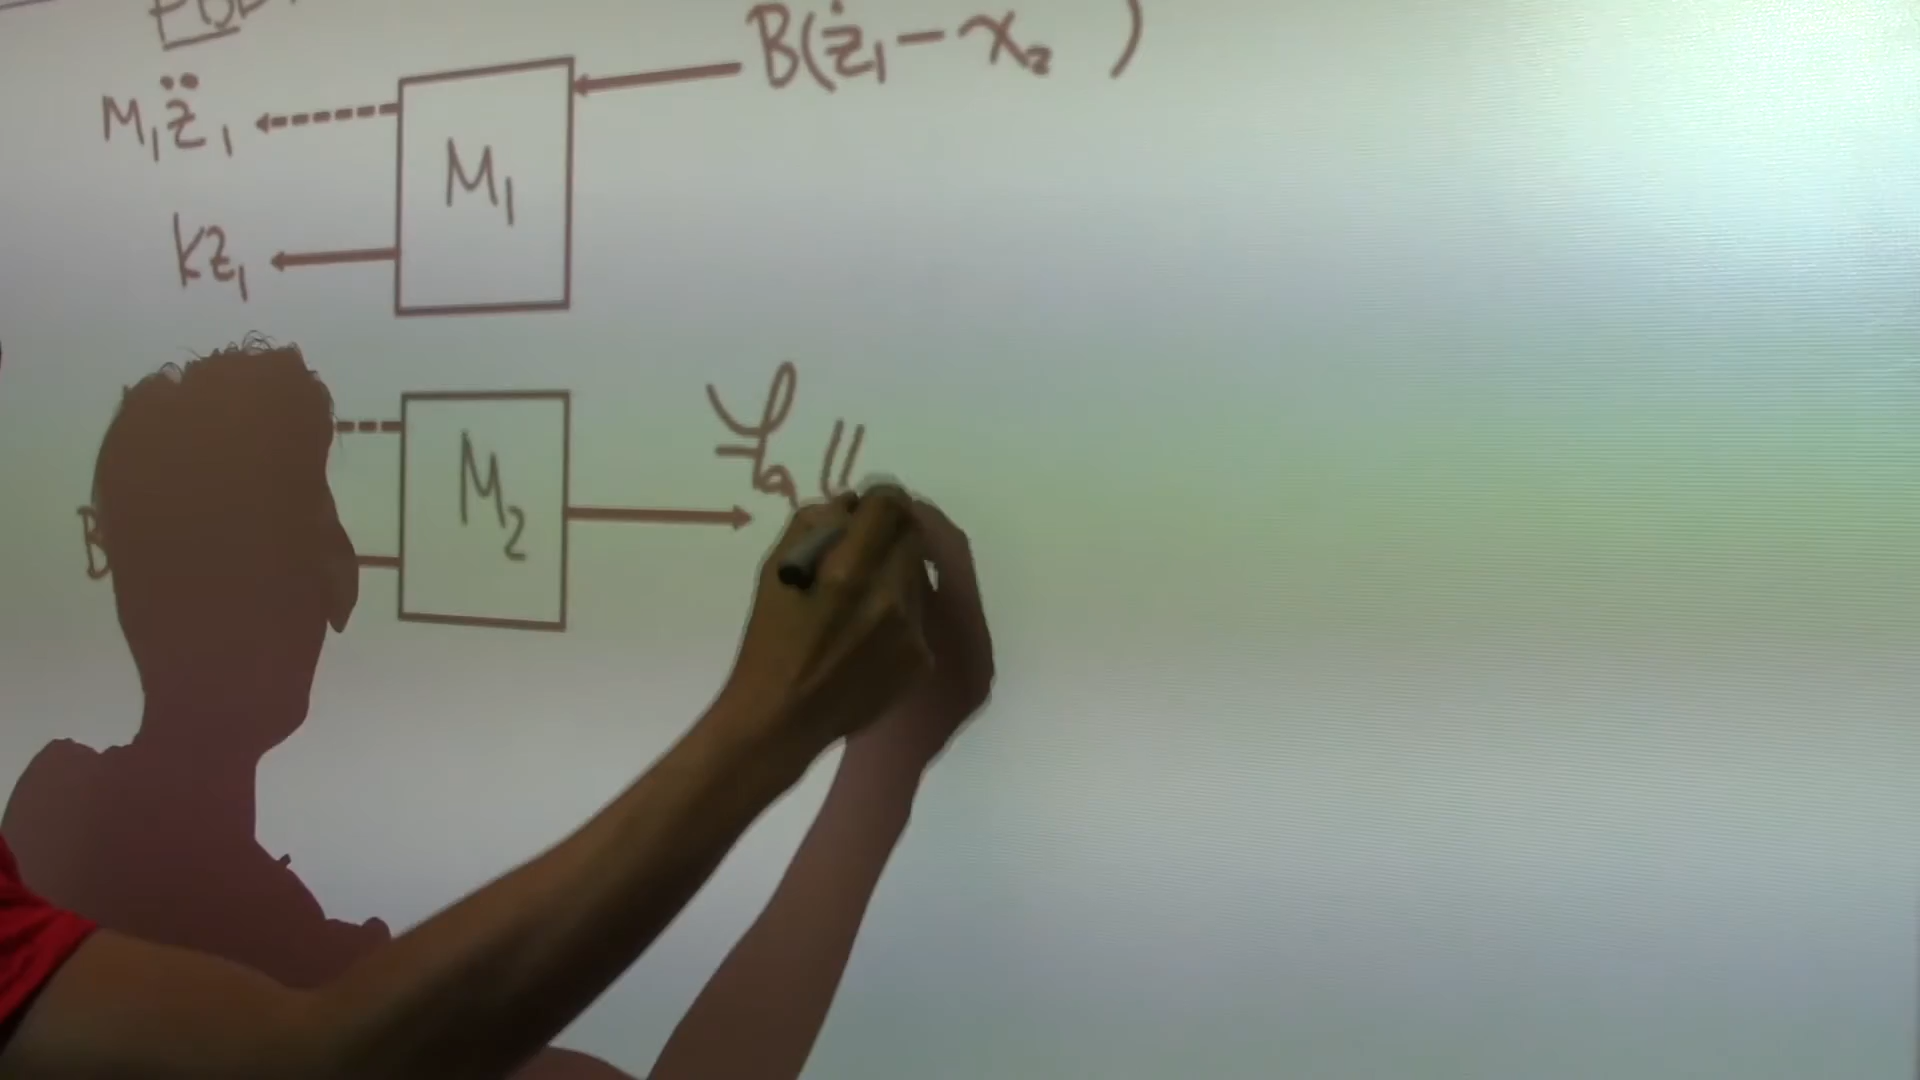 M₁z̈₁
B(ż₁ - x₂ )
M₁
kz₁
M₂
B